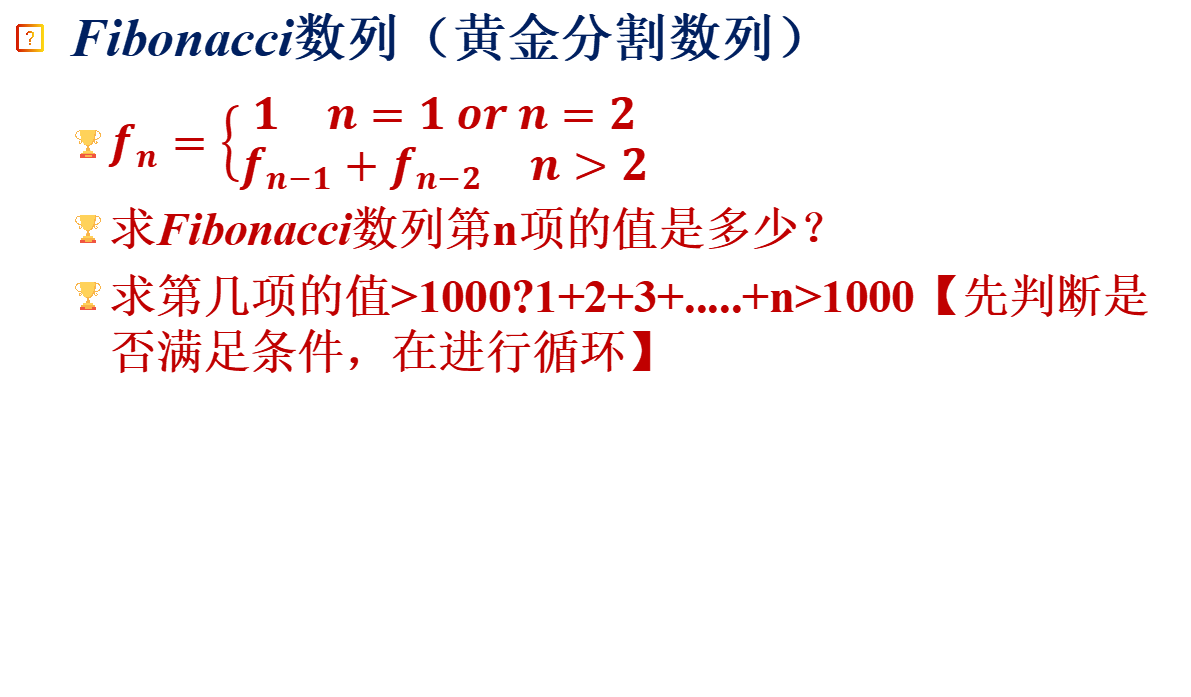 Fibonacci数列（黄金分割数列）
fₙ = { 1 n = 1 or n = 2
fₙ₋₁ + fₙ₋₂ n > 2
求Fibonacci数列第n项的值是多少？
求第几项的值>1000?1+2+3+.....+n>1000【先判断是
否满足条件，在进行循环】